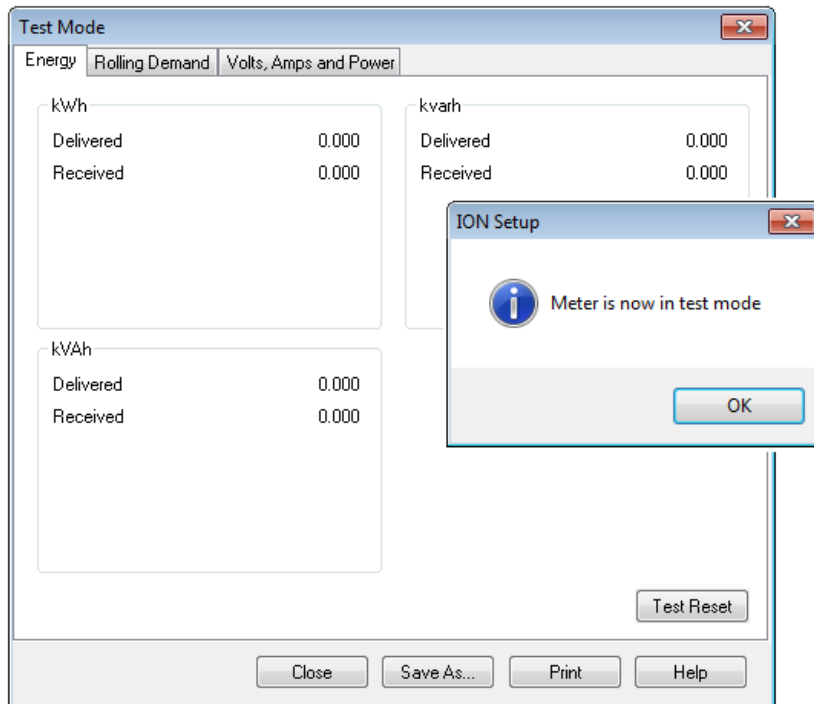 Test Mode
Energy Rolling Demand Volts, Amps and Power
kWh
Delivered 0.000
Received 0.000
kvarh
Delivered 0.000
Received 0.000
ION Setup
Meter is now in test mode
OK
kVAh
Delivered 0.000
Received 0.000
Test Reset
Close Save As... Print Help